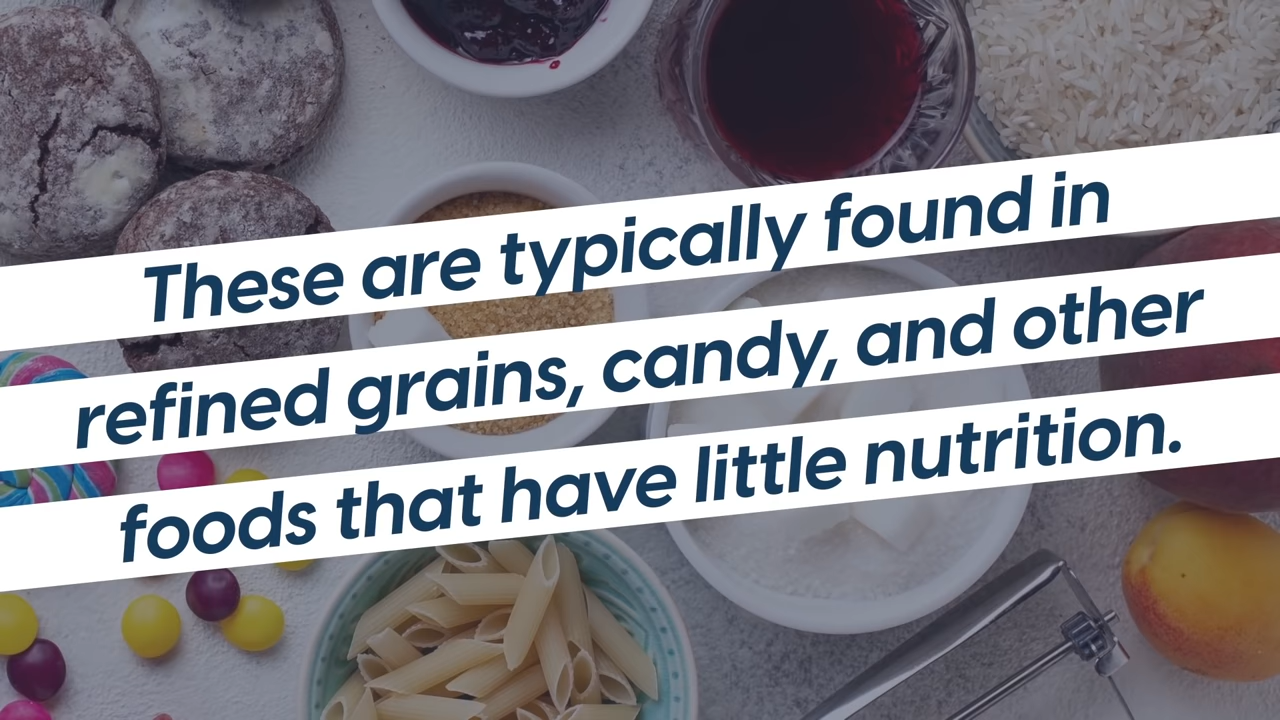 These are typically found in
refined grains, candy, and other
foods that have little nutrition.